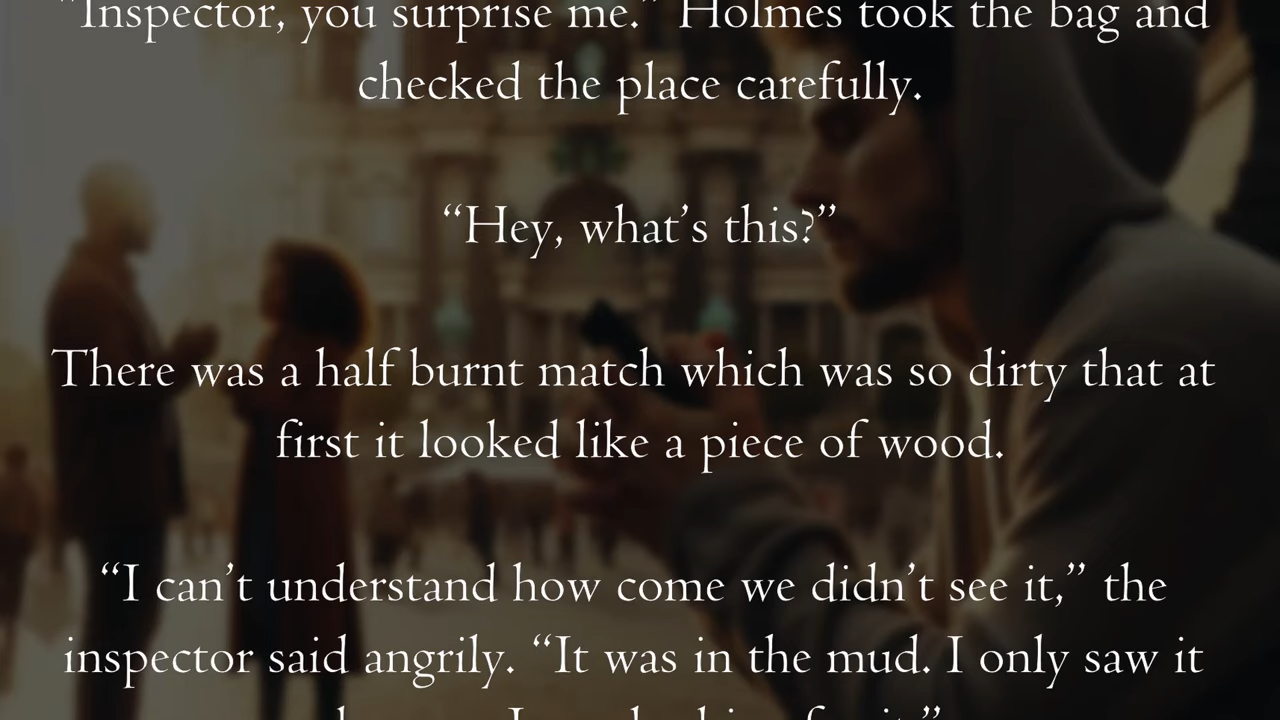 “Inspector, you surprise me.” Holmes took the bag and
checked the place carefully.
“Hey, what’s this?”
There was a half burnt match which was so dirty that at
first it looked like a piece of wood.
“I can’t understand how come we didn’t see it,” the
inspector said angrily. “It was in the mud. I only saw it